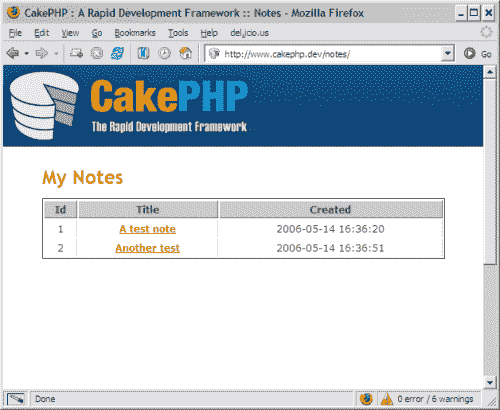 CakePHP : A Rapid Development Framework :: Notes - Mozilla Firefox
File Edit View Go Bookmarks Tools Help del.icio.us
http://www.cakephp.dev/notes/ Go
CakePHP
The Rapid Development Framework
My Notes
Id Title Created
1 A test note 2006-05-14 16:36:20
2 Another test 2006-05-14 16:36:51
Done 0 error / 6 warnings